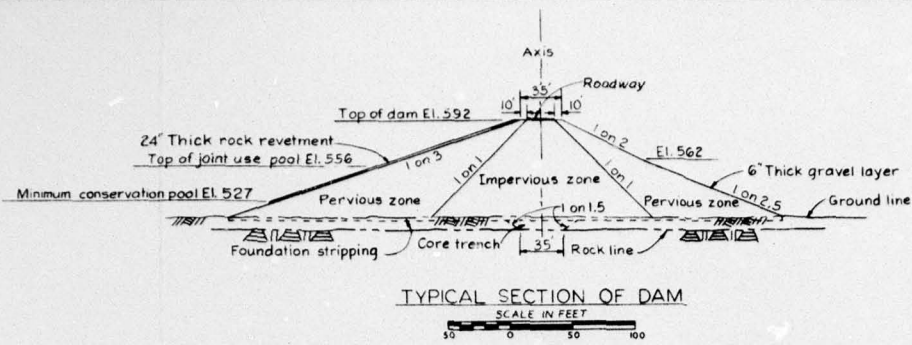 Axis
35'
Roadway
10'
10'
Top of dam El. 592
1 on 2
24" Thick rock revetment
1 on 3
El. 562
Top of joint use pool El. 556
1 on 1
6" Thick gravel layer
Impervious zone
1 on 1
1 on 2.5
Minimum conservation pool El. 527
Pervious zone
Pervious zone
Ground line
1 on 1.5
Foundation stripping
Core trench
35'
Rock line
TYPICAL SECTION OF DAM
SCALE IN FEET
50 0 50 100